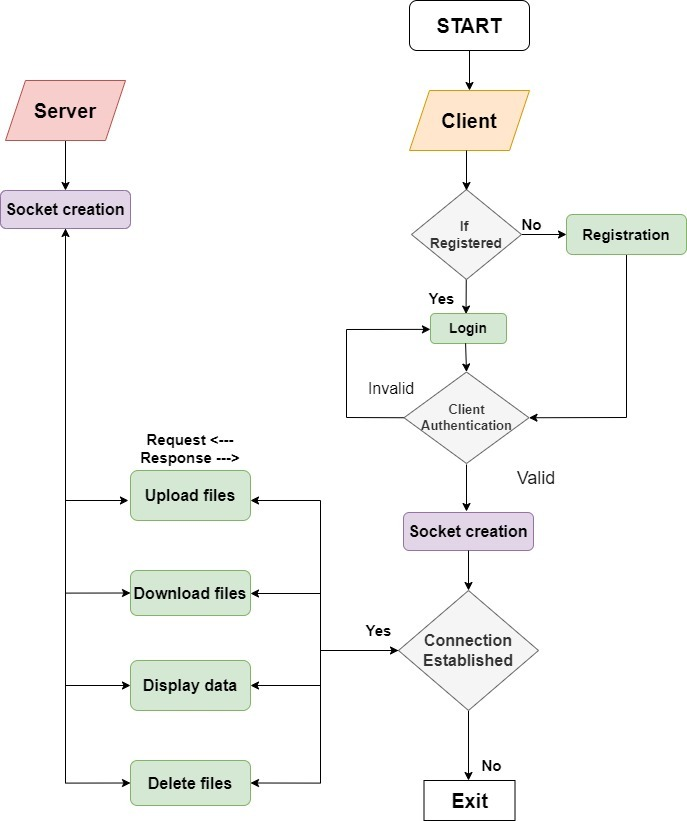 START
Server
Client
Socket creation
If
Registered
No
Registration
Yes
Login
Invalid
Client
Authentication
Request <---
Response --->
Valid
Upload files
Socket creation
Download files
Yes
Connection
Established
Display data
No
Delete files
Exit